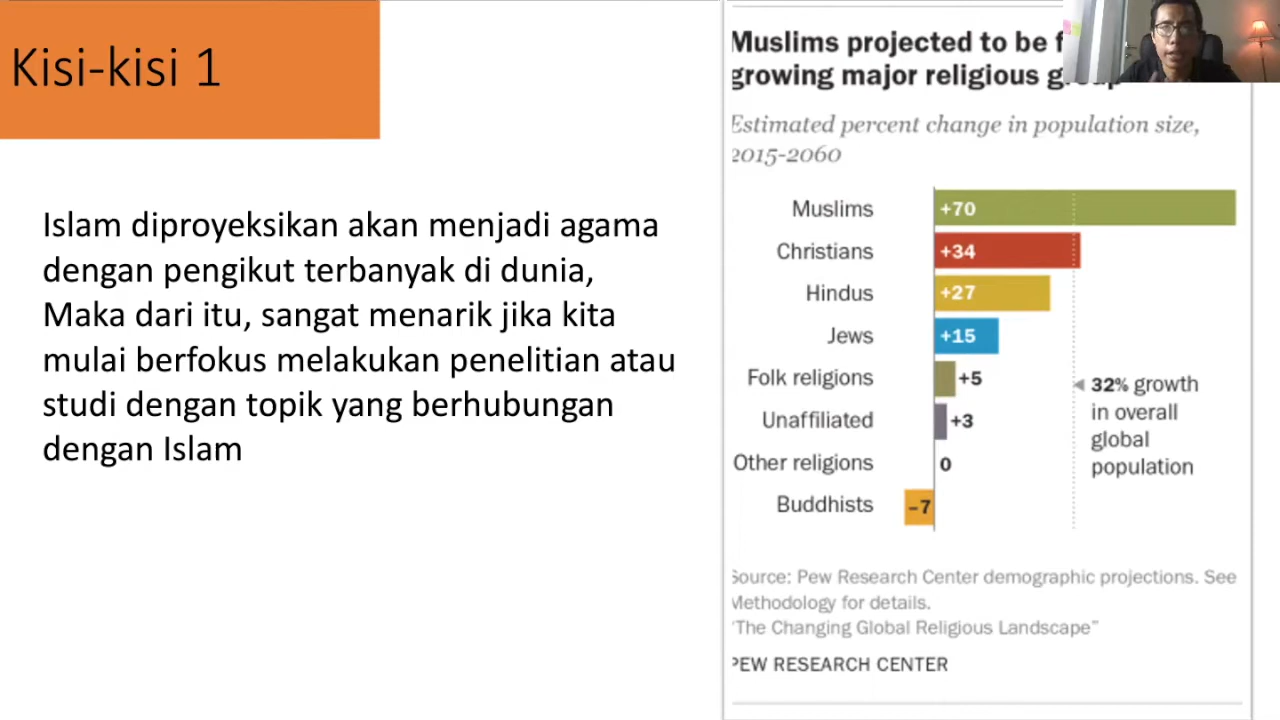 Kisi-kisi 1
Islam diproyeksikan akan menjadi agama
dengan pengikut terbanyak di dunia,
Maka dari itu, sangat menarik jika kita
mulai berfokus melakukan penelitian atau
studi dengan topik yang berhubungan
dengan Islam
Muslims projected to be
growing major religious
Estimated percent change in population size,
2015-2060
Muslims +70
Christians +34
Hindus +27
Jews +15
Folk religions +5
Unaffiliated +3
Other religions 0
Buddhists –7
◀ 32% growth
in overall
global
population
Source: Pew Research Center demographic projections. See
Methodology for details.
"The Changing Global Religious Landscape"
PEW RESEARCH CENTER